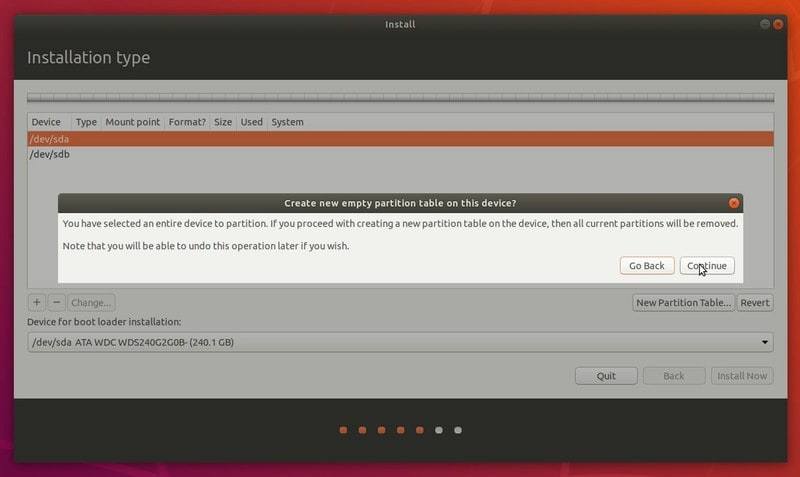 Install
Installation type
Device Type Mount point Format? Size Used System
/dev/sda
/dev/sdb
Create new empty partition table on this device?
You have selected an entire device to partition. If you proceed with creating a new partition table on the device, then all current partitions will be removed.
Note that you will be able to undo this operation later if you wish.
Go Back Continue
+ − Change... New Partition Table... Revert
Device for boot loader installation:
/dev/sda ATA WDC WDS240G2G0B- (240.1 GB)
Quit Back Install Now